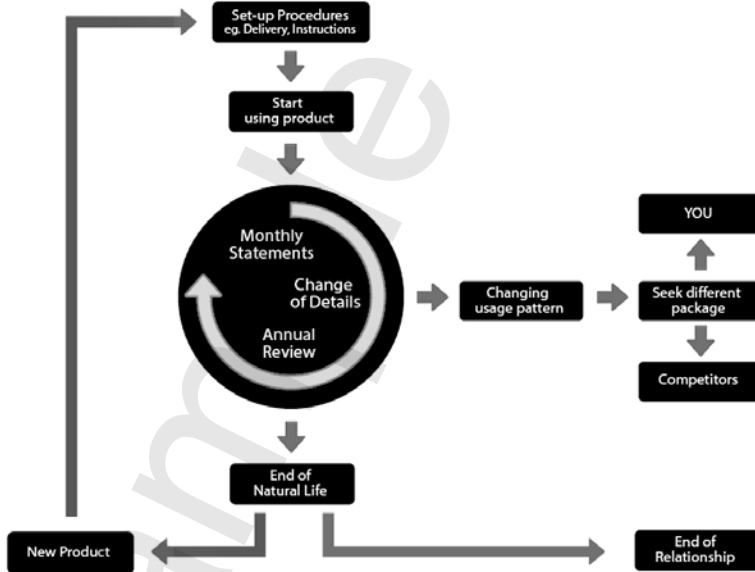 Set-up Procedures
eg. Delivery, Instructions
Start
using product
Monthly
Statements
Change
of Details
Annual
Review
Changing
usage pattern
YOU
Seek different
package
Competitors
End of
Natural Life
New Product
End of
Relationship